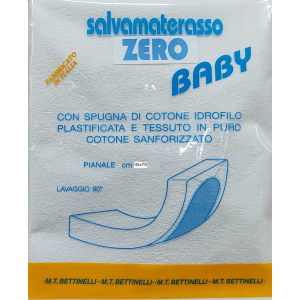 salvamaterasso
ZERO
BABY
FABBRICATO
IN ITALIA
CON SPUGNA DI COTONE IDROFILO
PLASTIFICATA E TESSUTO IN PURO
COTONE SANFORIZZATO
PIANALE cm 45x75
LAVAGGIO 90°
-M.T. BETTINELLI--M.T. BETTINELLI--M.T. BETTINELLI-